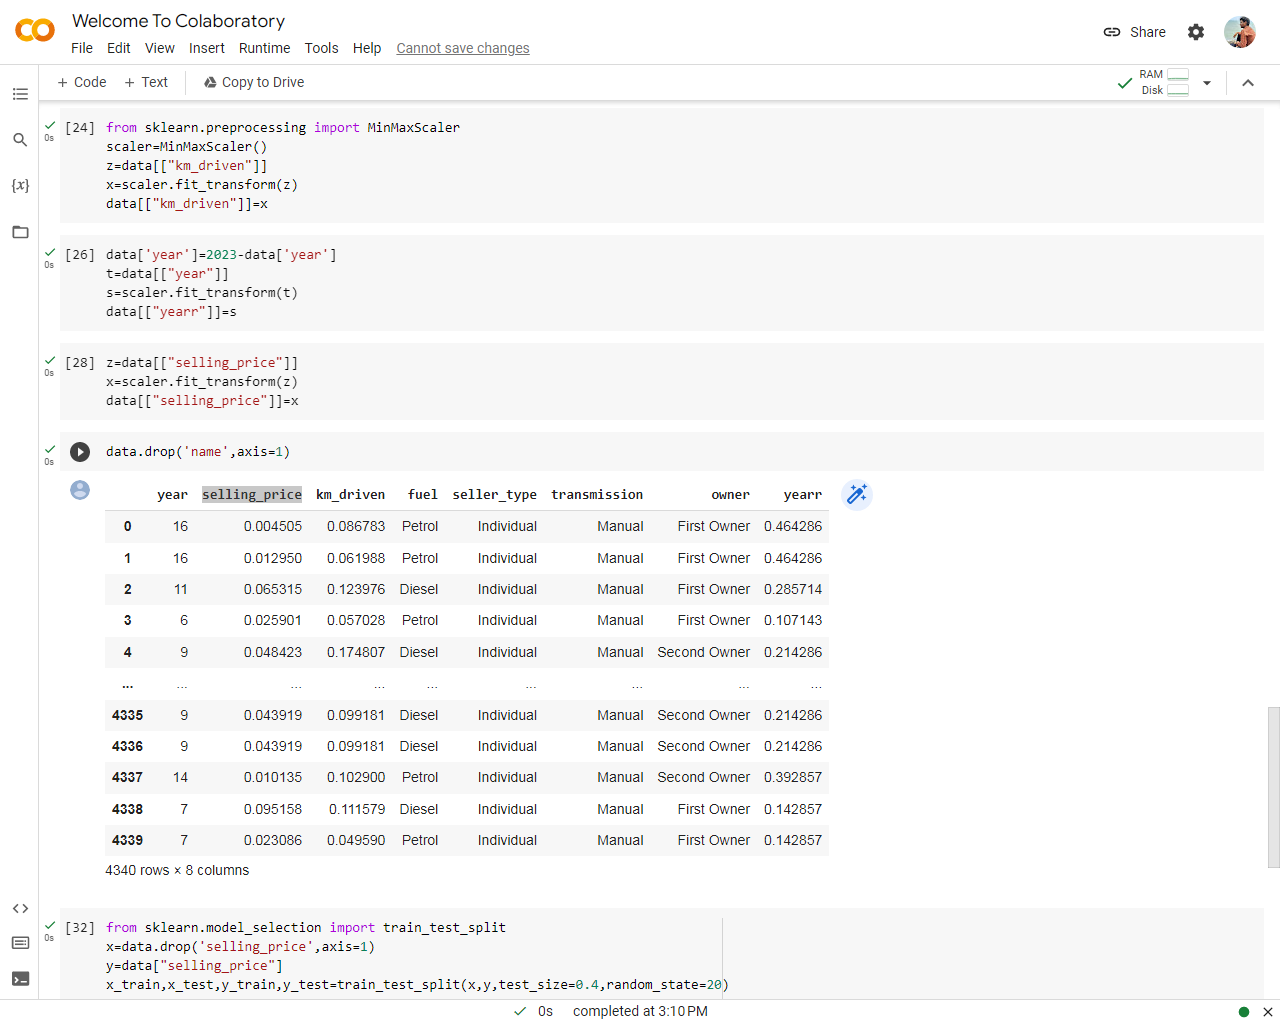 Welcome To Colaboratory
File Edit View Insert Runtime Tools Help Cannot save changes
Share
+ Code + Text Copy to Drive
RAM
Disk
0s
[24] from sklearn.preprocessing import MinMaxScaler
scaler=MinMaxScaler()
z=data[["km_driven"]]
x=scaler.fit_transform(z)
data[["km_driven"]]=x
{x}
0s
[26] data['year']=2023-data['year']
t=data[["year"]]
s=scaler.fit_transform(t)
data[["yearr"]]=s
0s
[28] z=data[["selling_price"]]
x=scaler.fit_transform(z)
data[["selling_price"]]=x
0s
data.drop('name',axis=1)
year selling_price km_driven fuel seller_type transmission owner yearr
0 16 0.004505 0.086783 Petrol Individual Manual First Owner 0.464286
1 16 0.012950 0.061988 Petrol Individual Manual First Owner 0.464286
2 11 0.065315 0.123976 Diesel Individual Manual First Owner 0.285714
3 6 0.025901 0.057028 Petrol Individual Manual First Owner 0.107143
4 9 0.048423 0.174807 Diesel Individual Manual Second Owner 0.214286
... ... ... ... ... ... ... ... ...
4335 9 0.043919 0.099181 Diesel Individual Manual Second Owner 0.214286
4336 9 0.043919 0.099181 Diesel Individual Manual Second Owner 0.214286
4337 14 0.010135 0.102900 Petrol Individual Manual Second Owner 0.392857
4338 7 0.095158 0.111579 Diesel Individual Manual First Owner 0.142857
4339 7 0.023086 0.049590 Petrol Individual Manual First Owner 0.142857
4340 rows × 8 columns
0s
[32] from sklearn.model_selection import train_test_split
x=data.drop('selling_price',axis=1)
y=data["selling_price"]
x_train,x_test,y_train,y_test=train_test_split(x,y,test_size=0.4,random_state=20)
0s completed at 3:10 PM